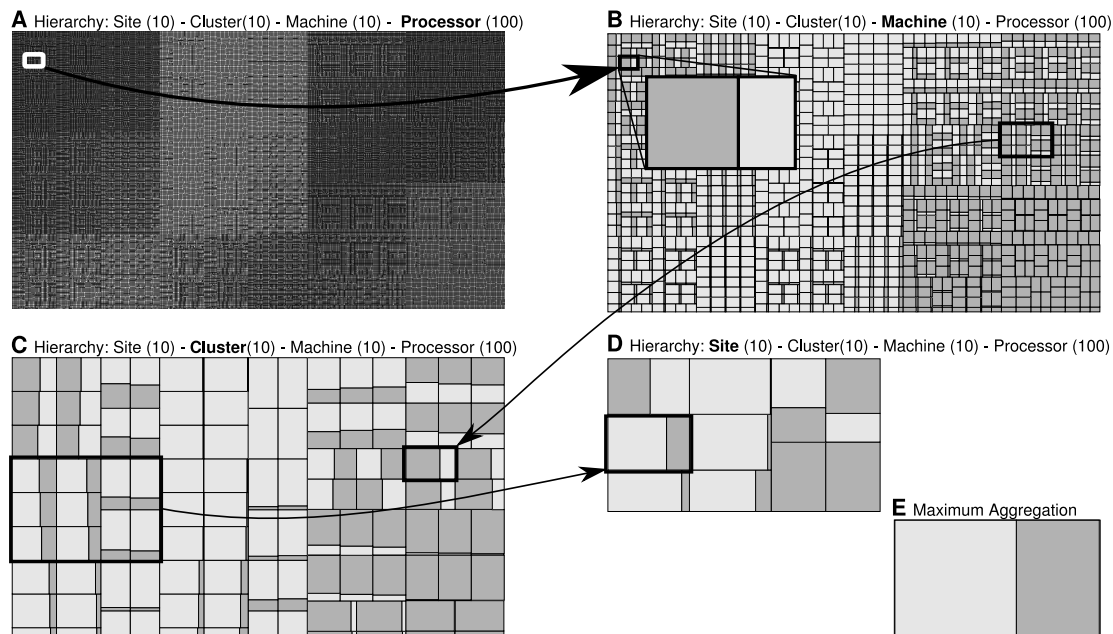 A Hierarchy: Site (10) - Cluster(10) - Machine (10) - Processor (100)
B Hierarchy: Site (10) - Cluster(10) - Machine (10) - Processor (100)
C Hierarchy: Site (10) - Cluster(10) - Machine (10) - Processor (100)
D Hierarchy: Site (10) - Cluster(10) - Machine (10) - Processor (100)
E Maximum Aggregation